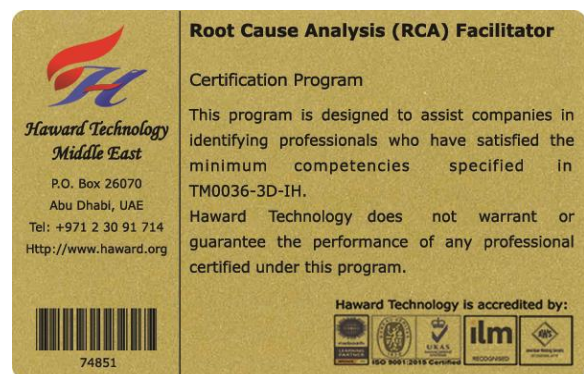 Haward Technology
Middle East
P.O. Box 26070
Abu Dhabi, UAE
Tel: +971 2 30 91 714
Http://www.haward.org
74851
Root Cause Analysis (RCA) Facilitator
Certification Program
This program is designed to assist companies in
identifying professionals who have satisfied the
minimum competencies specified in
TM0036-3D-IH.
Haward Technology does not warrant or
guarantee the performance of any professional
certified under this program.
Haward Technology is accredited by:
UKAS
ilm
RECOGNISED
AWS
ISO 9001:2015 Certified